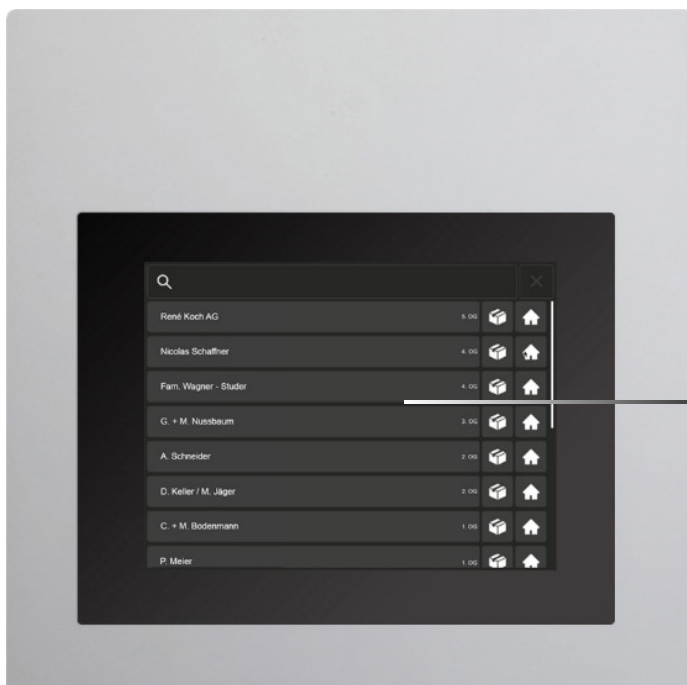 René Koch AG 5. OG
Nicolas Schaffner 4. OG
Fam. Wagner - Studer 4. OG
G. + M. Nussbaum 3. OG
A. Schneider 2. OG
D. Keller / M. Jäger 2. OG
C. + M. Bodenmann 1. OG
P. Meier 1. OG